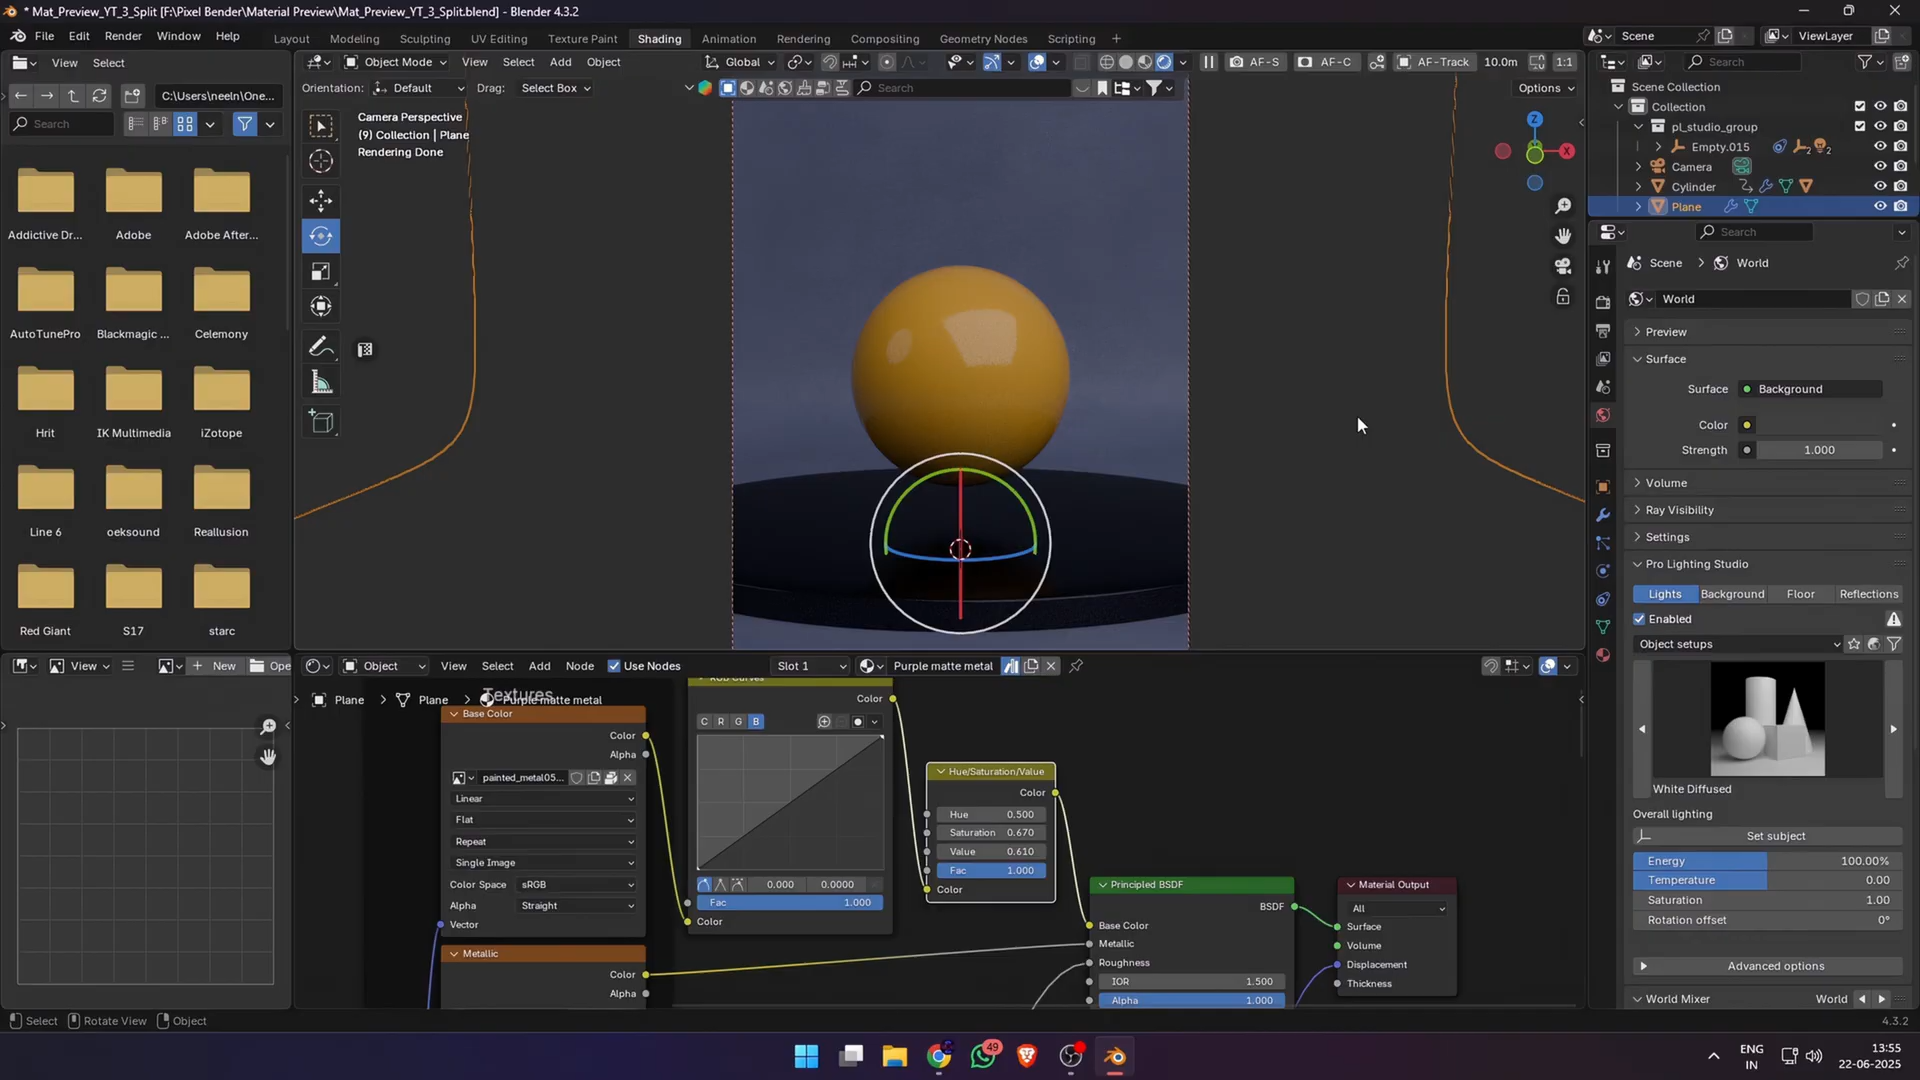 * Mat_Preview_YT_3_Split [F:\Pixel Bender\Material Preview\Mat_Preview_YT_3_Split.blend] - Blender 4.3.2
File Edit Render Window Help
Layout Modeling Sculpting UV Editing Texture Paint Shading Animation Rendering Compositing Geometry Nodes Scripting +
Scene
ViewLayer
View Select
C:\Users\neeln\One...
Search
Addictive Dr...
Adobe
Adobe After...
AutoTunePro
Blackmagic ...
Celemony
Hrit
IK Multimedia
iZotope
Line 6
oeksound
Reallusion
Red Giant
S17
starc
Object Mode View Select Add Object
Global
AF-S
AF-C
AF-Track
10.0m
1:1
Orientation: Default Drag: Select Box
Search
Options
Camera Perspective
(9) Collection | Plane
Rendering Done
Z
X
Search
Scene Collection
Collection
pl_studio_group
Empty.015
2
2
Camera
Cylinder
Plane
Search
Scene > World
World
Preview
Surface
Surface Background
Color
Strength 1.000
Volume
Ray Visibility
Settings
Pro Lighting Studio
Lights Background Floor Reflections
Enabled
Object setups
White Diffused
Overall lighting
Set subject
Energy 100.00%
Temperature 0.00
Saturation 1.00
Rotation offset 0°
Advanced options
World Mixer World
View
New
Ope
Object View Select Add Node Use Nodes Slot 1 Purple matte metal
Plane > Plane > Purple matte metal
Textures
Base Color
Color
Alpha
painted_metal05...
Linear
Flat
Repeat
Single Image
Color Space sRGB
Alpha Straight
Vector
Metallic
Color
Alpha
RGB Curves
Color
C R G B
0.000 0.0000
Fac 1.000
Color
Hue/Saturation/Value
Color
Hue 0.500
Saturation 0.670
Value 0.610
Fac 1.000
Color
Principled BSDF
BSDF
Base Color
Metallic
Roughness
IOR 1.500
Alpha 1.000
Material Output
All
Surface
Volume
Displacement
Thickness
Select Rotate View Object
4.3.2
49
ENG
IN
13:55
22-06-2025